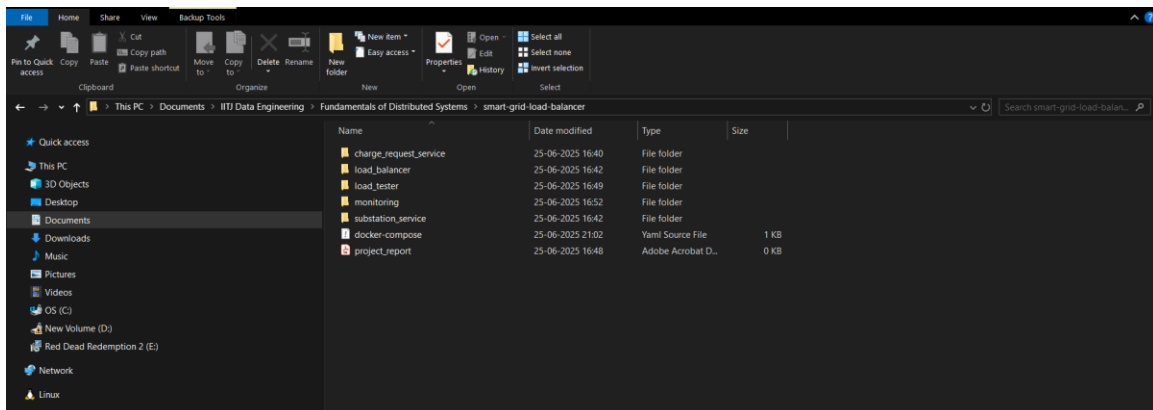 File Home Share View Backup Tools
Pin to Quick access
Copy
Paste
Cut
Copy path
Paste shortcut
Clipboard
Move to
Copy to
Delete
Rename
Organize
New folder
New item
Easy access
New
Properties
Open
Edit
History
Open
Select all
Select none
Invert selection
Select
This PC > Documents > IITJ Data Engineering > Fundamentals of Distributed Systems > smart-grid-load-balancer
Search smart-grid-load-balan...
Quick access
This PC
3D Objects
Desktop
Documents
Downloads
Music
Pictures
Videos
OS (C:)
New Volume (D:)
Red Dead Redemption 2 (E:)
Network
Linux
Name Date modified Type Size
charge_request_service 25-06-2025 16:40 File folder
load_balancer 25-06-2025 16:42 File folder
load_tester 25-06-2025 16:49 File folder
monitoring 25-06-2025 16:52 File folder
substation_service 25-06-2025 16:42 File folder
docker-compose 25-06-2025 21:02 Yaml Source File 1 KB
project_report 25-06-2025 16:48 Adobe Acrobat D... 0 KB